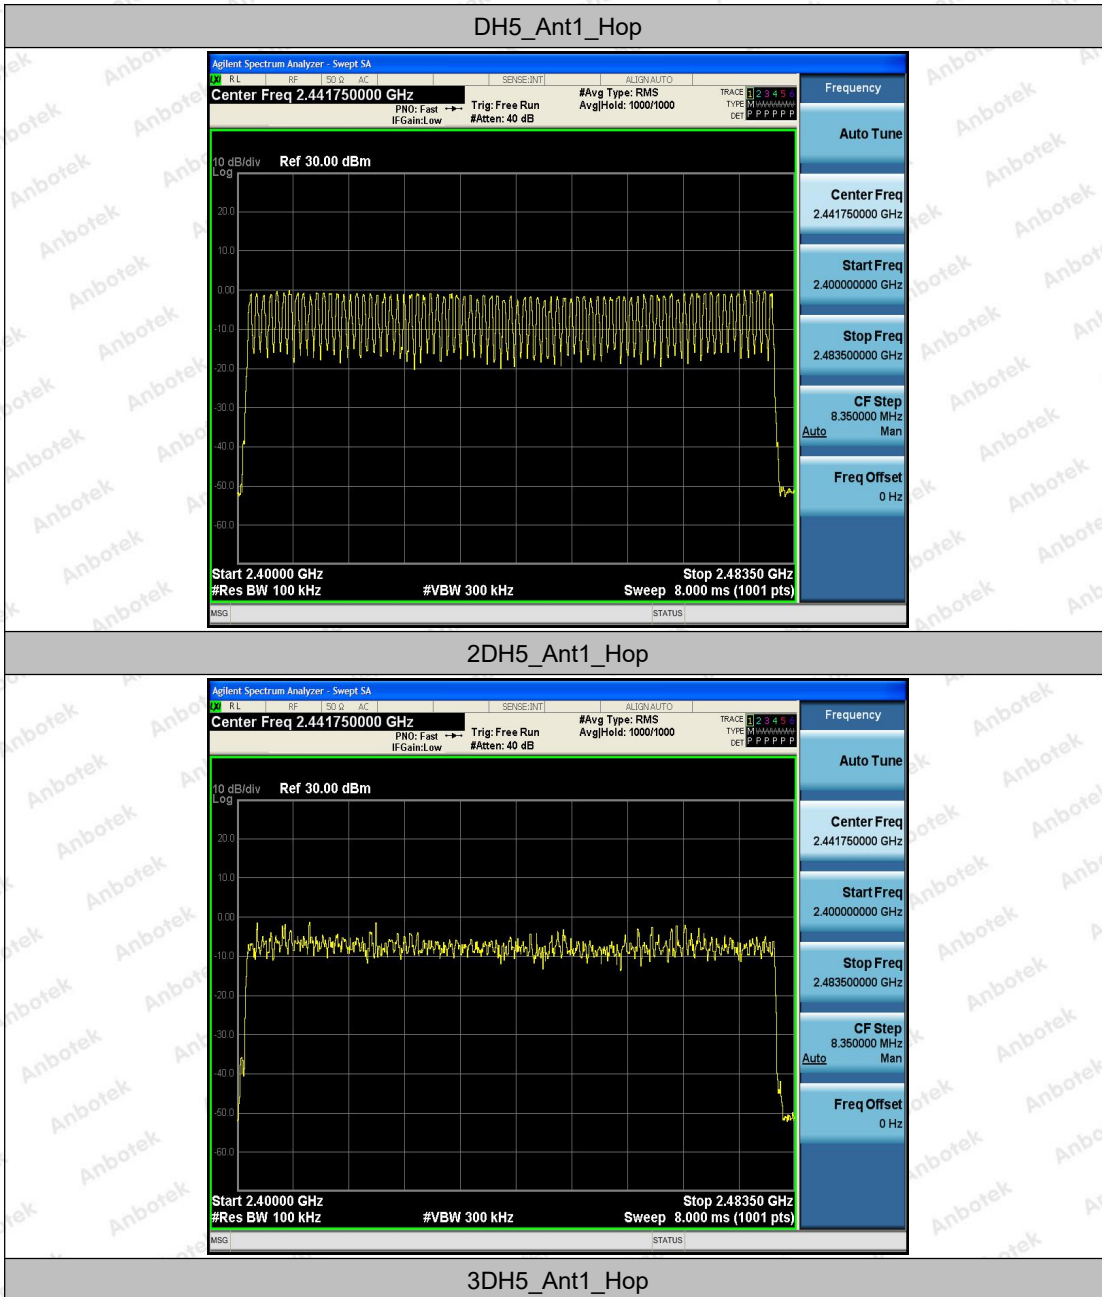 DH5_Ant1_Hop
Agilent Spectrum Analyzer - Swept SA
LXI RL RF 50 Ω AC SENSE:INT ALIGNAUTO
Center Freq 2.441750000 GHz
PNO: Fast
IFGain:Low
Trig: Free Run
#Atten: 40 dB
#Avg Type: RMS
Avg|Hold: 1000/1000
TRACE 1 2 3 4 5 6
TYPE M WWWWW
DET P P P P P P
10 dB/div
Log
Ref 30.00 dBm
20.0
10.0
0.00
-10.0
-20.0
-30.0
-40.0
-50.0
-60.0
Start 2.40000 GHz
Stop 2.48350 GHz
#Res BW 100 kHz
#VBW 300 kHz
Sweep 8.000 ms (1001 pts)
MSG
STATUS
Frequency
Auto Tune
Center Freq
2.441750000 GHz
Start Freq
2.400000000 GHz
Stop Freq
2.483500000 GHz
CF Step
8.350000 MHz
Auto Man
Freq Offset
0 Hz
2DH5_Ant1_Hop
Agilent Spectrum Analyzer - Swept SA
LXI RL RF 50 Ω AC SENSE:INT ALIGNAUTO
Center Freq 2.441750000 GHz
PNO: Fast
IFGain:Low
Trig: Free Run
#Atten: 40 dB
#Avg Type: RMS
Avg|Hold: 1000/1000
TRACE 1 2 3 4 5 6
TYPE M WWWWW
DET P P P P P P
10 dB/div
Log
Ref 30.00 dBm
20.0
10.0
0.00
-10.0
-20.0
-30.0
-40.0
-50.0
-60.0
Start 2.40000 GHz
Stop 2.48350 GHz
#Res BW 100 kHz
#VBW 300 kHz
Sweep 8.000 ms (1001 pts)
MSG
STATUS
Frequency
Auto Tune
Center Freq
2.441750000 GHz
Start Freq
2.400000000 GHz
Stop Freq
2.483500000 GHz
CF Step
8.350000 MHz
Auto Man
Freq Offset
0 Hz
3DH5_Ant1_Hop
Anbotek